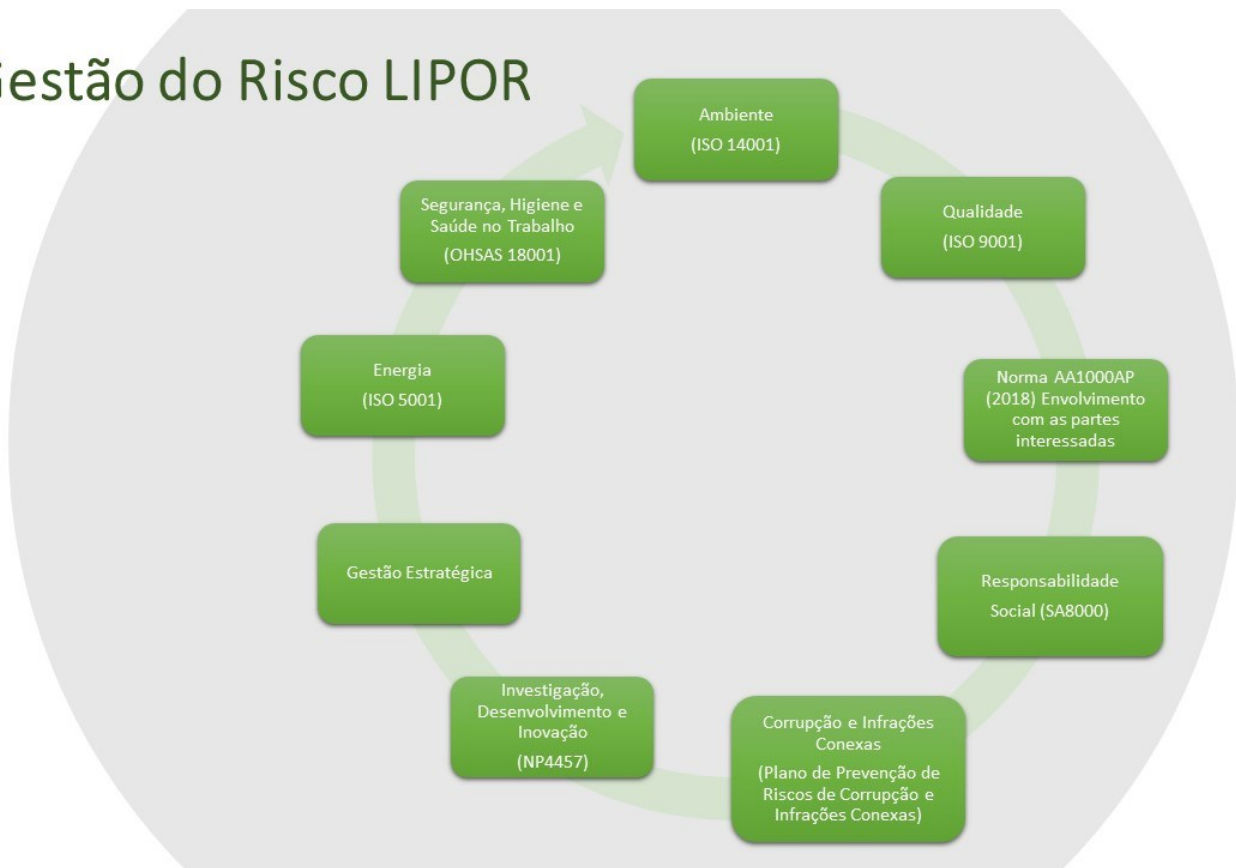 estão do Risco LIPOR
Ambiente
(ISO 14001)
Qualidade
(ISO 9001)
Norma AA1000AP
(2018) Envolvimento
com as partes
interessadas
Responsabilidade
Social (SA8000)
Corrupção e Infrações
Conexas
(Plano de Prevenção de
Riscos de Corrupção e
Infrações Conexas)
Investigação,
Desenvolvimento e
Inovação
(NP4457)
Gestão Estratégica
Energia
(ISO 5001)
Segurança, Higiene e
Saúde no Trabalho
(OHSAS 18001)